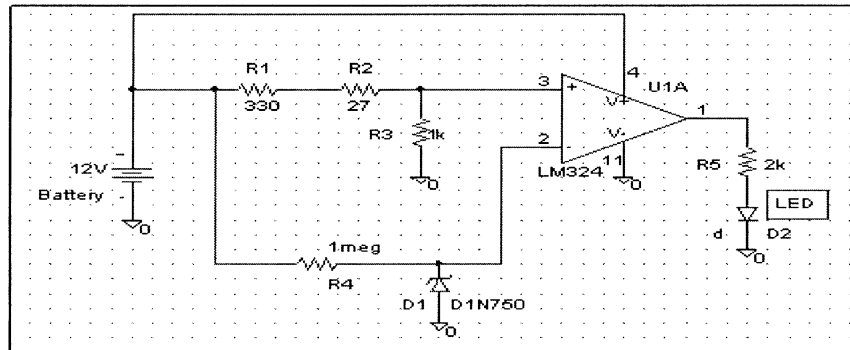 4
R1
R2
3
U1A
+
V+
1
330
27
R3
1k
2
-
V-
12V
LM324
11
R5
2k
Battery
-
0
0
0
LED
1meg
d
D2
R4
0
D1
D1N750
0